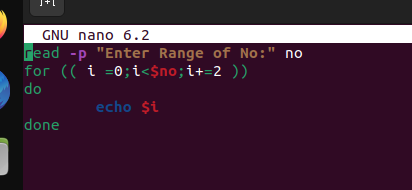 GNU nano 6.2
read -p "Enter Range of No:" no
for (( i =0;i<$no;i+=2 ))
do
        echo $i
done